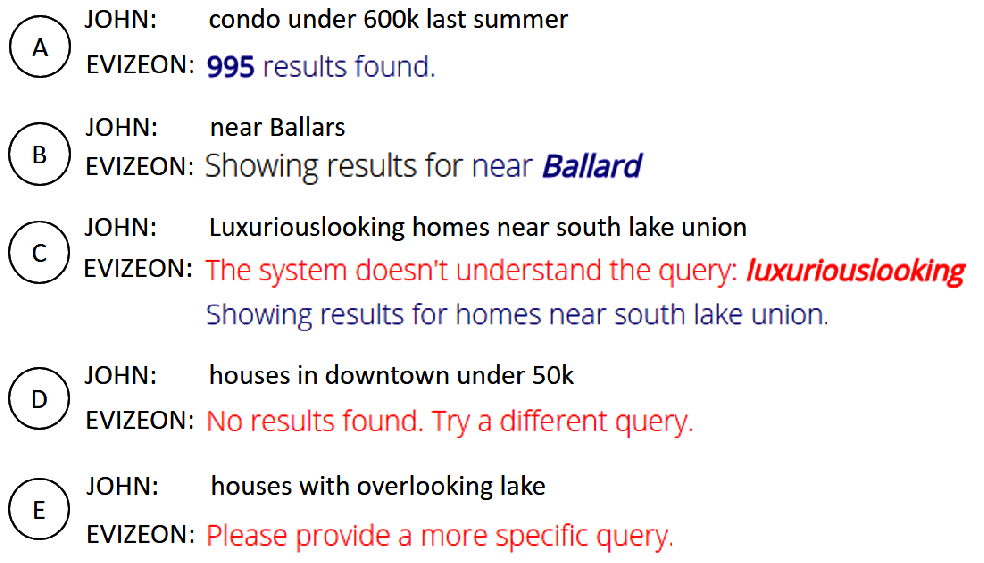 A
JOHN: condo under 600k last summer
EVIZEON: 995 results found.
B
JOHN: near Ballars
EVIZEON: Showing results for near Ballard
C
JOHN: Luxuriouslooking homes near south lake union
EVIZEON: The system doesn't understand the query: luxuriouslooking
Showing results for homes near south lake union.
D
JOHN: houses in downtown under 50k
EVIZEON: No results found. Try a different query.
E
JOHN: houses with overlooking lake
EVIZEON: Please provide a more specific query.